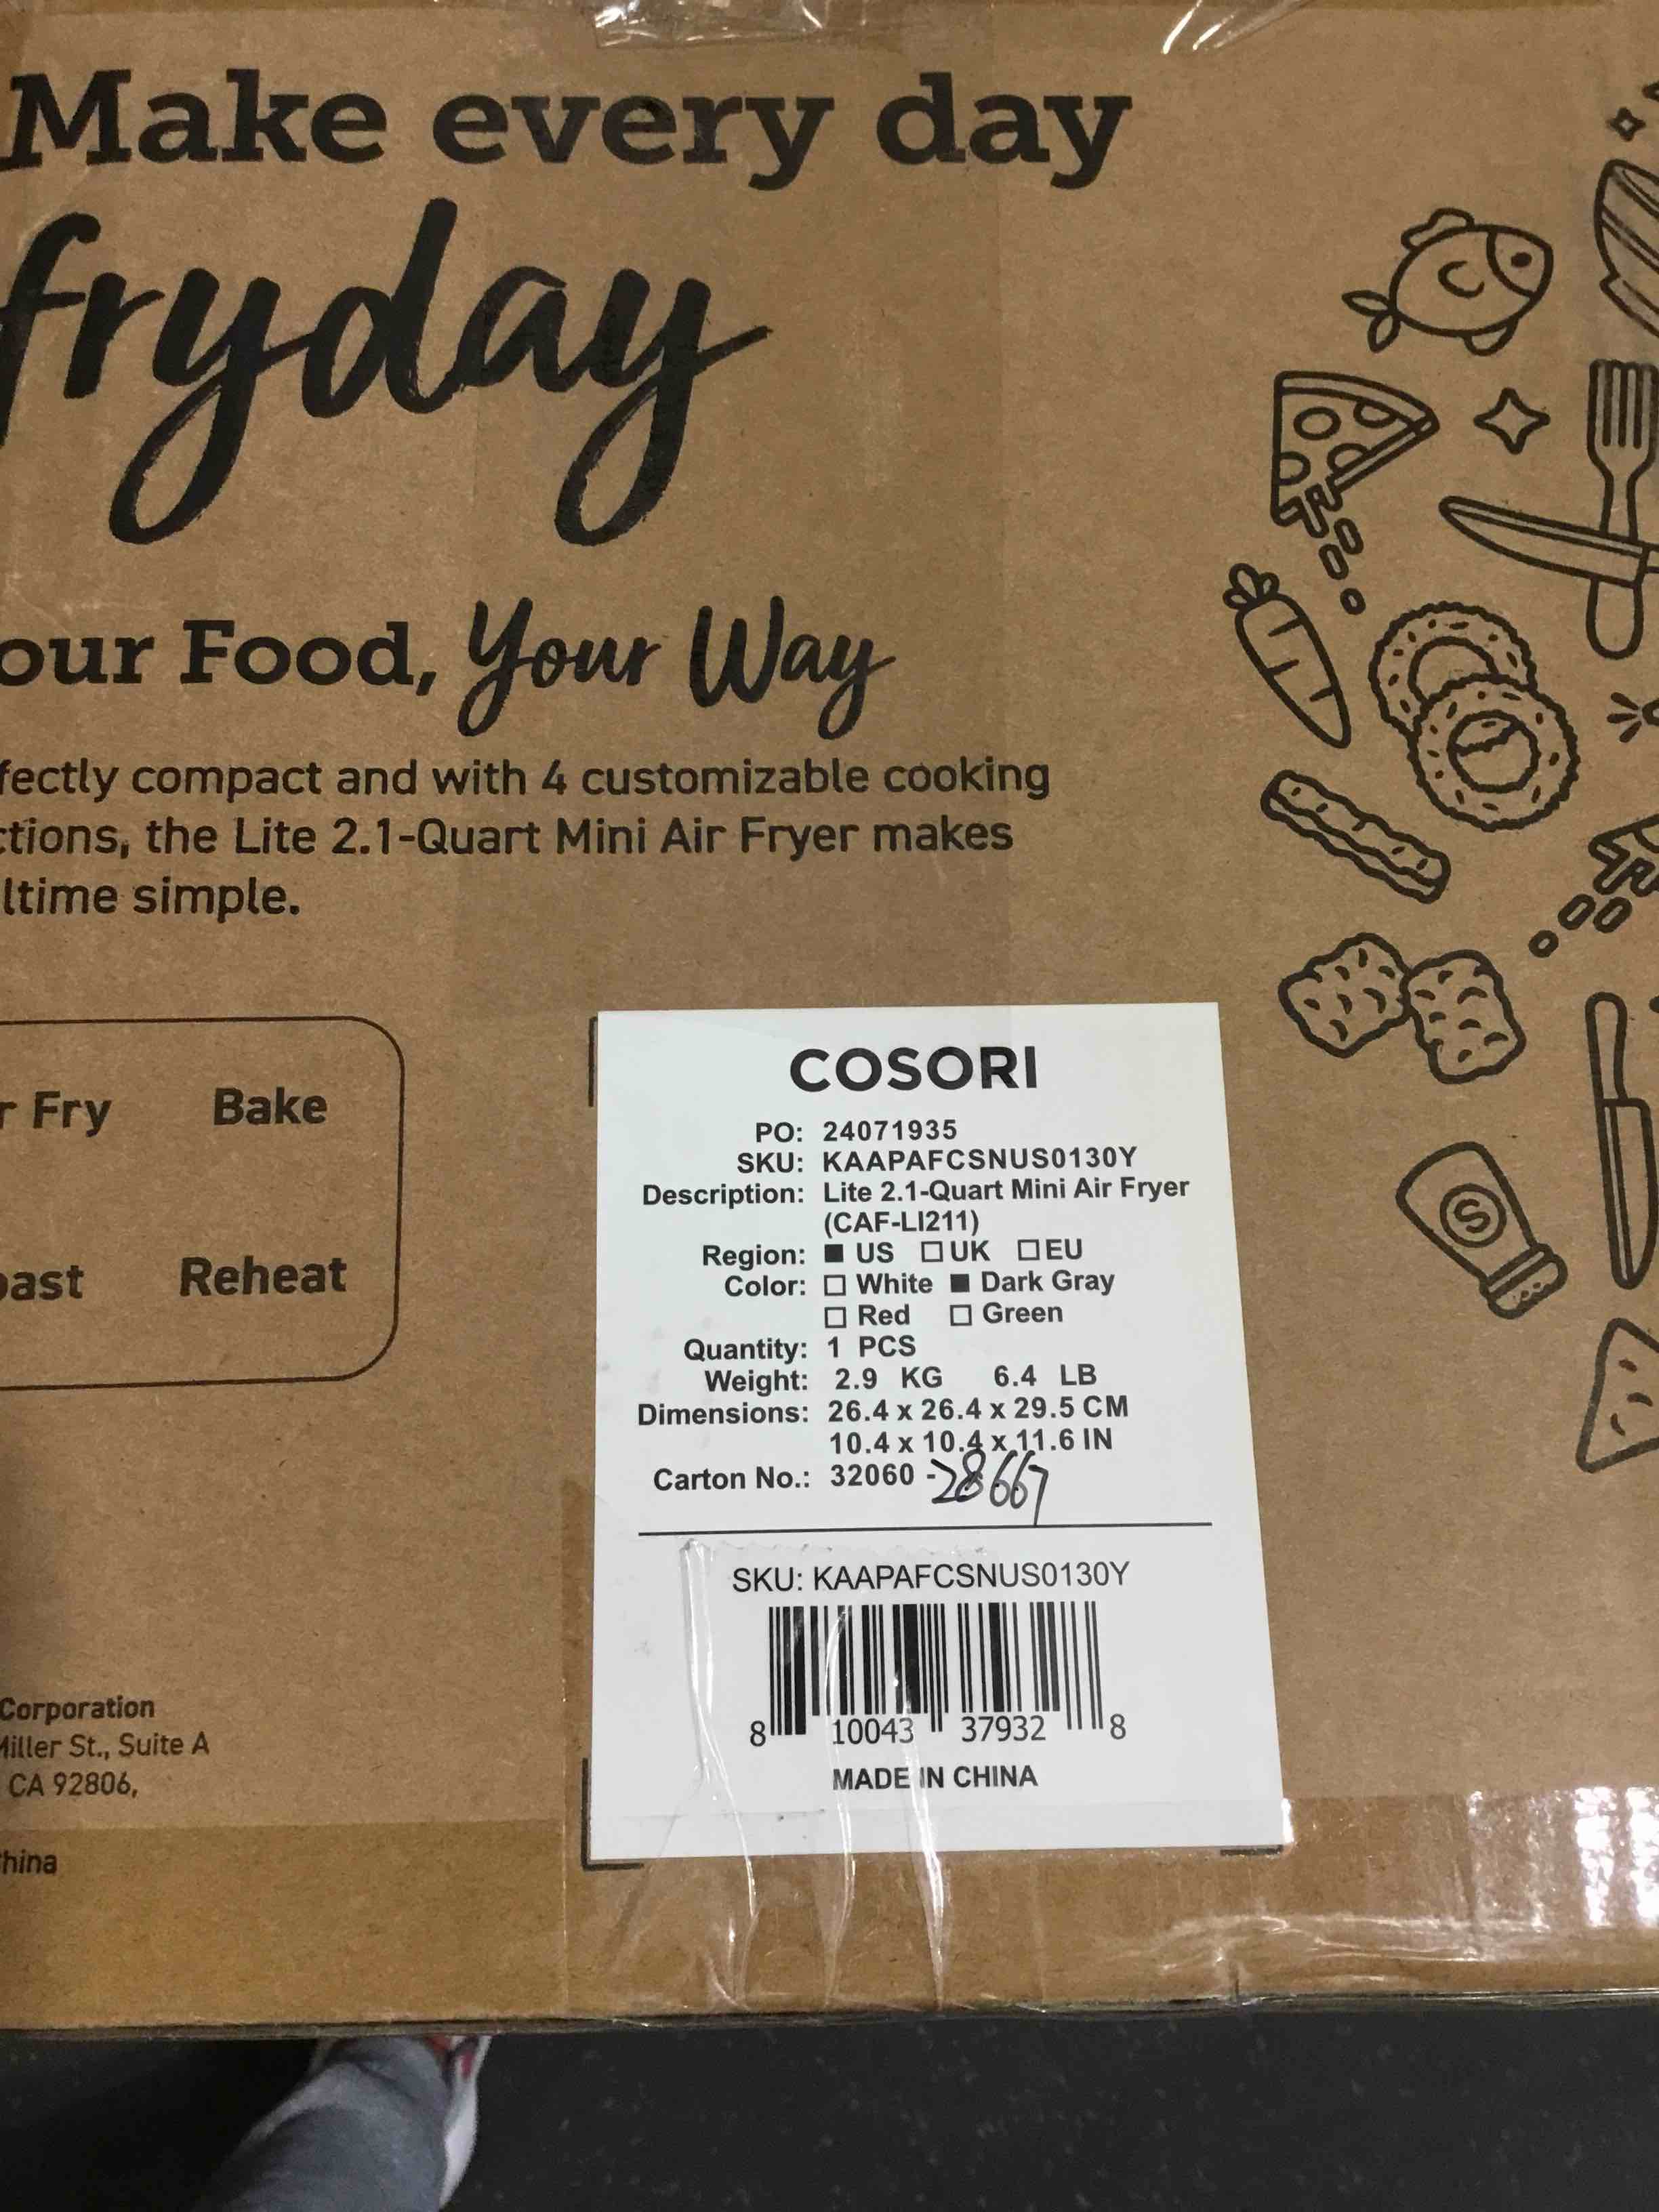 Make every day
fryday
our Food, Your Way
fectly compact and with 4 customizable cooking
ctions, the Lite 2.1-Quart Mini Air Fryer makes
ltime simple.
r Fry Bake
oast Reheat
COSORI
PO: 24071935
SKU: KAAPAFCSNUS0130Y
Description: Lite 2.1-Quart Mini Air Fryer
(CAF-LI211)
Region: ■ US □ UK □ EU
Color: □ White ■ Dark Gray
□ Red □ Green
Quantity: 1 PCS
Weight: 2.9 KG 6.4 LB
Dimensions: 26.4 x 26.4 x 29.5 CM
10.4 x 10.4 x 11.6 IN
Carton No.: 32060 -28667
SKU: KAAPAFCSNUS0130Y
8 10043 37932 8
MADE IN CHINA
Corporation
Miller St., Suite A
CA 92806,
hina
S